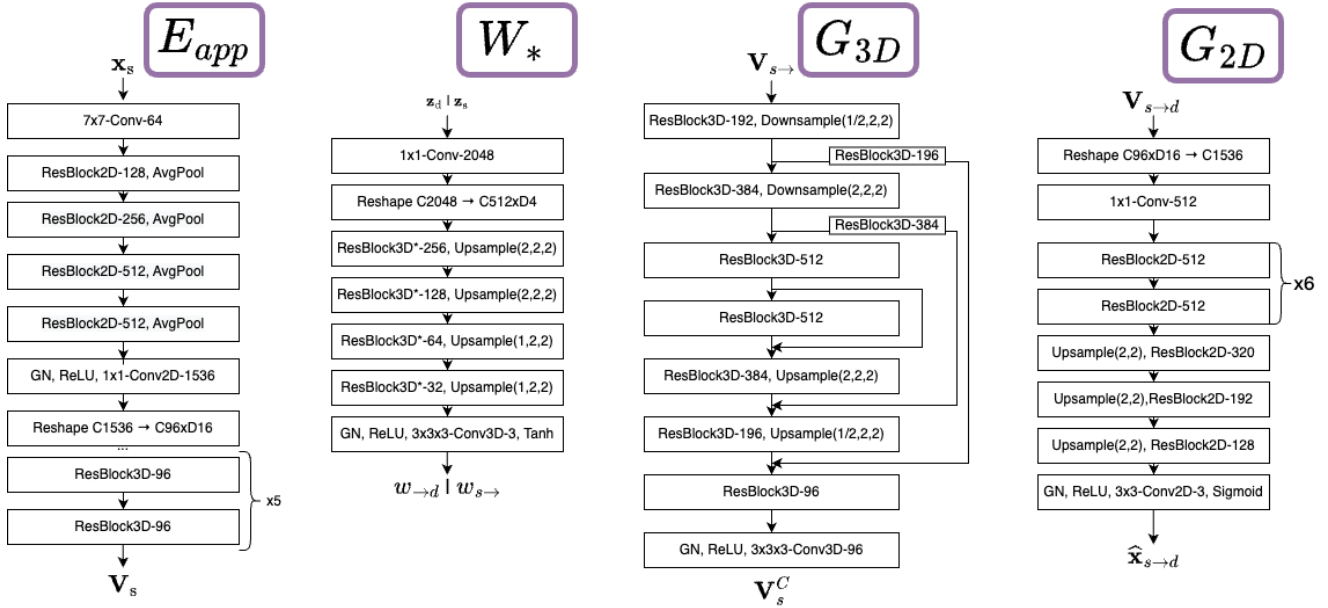 E_app
x_s
7x7-Conv-64
ResBlock2D-128, AvgPool
ResBlock2D-256, AvgPool
ResBlock2D-512, AvgPool
ResBlock2D-512, AvgPool
GN, ReLU, 1x1-Conv2D-1536
Reshape C1536 → C96xD16
...
ResBlock3D-96
ResBlock3D-96
x5
V_s
W_*
z_d | z_s
1x1-Conv-2048
Reshape C2048 → C512xD4
ResBlock3D*-256, Upsample(2,2,2)
ResBlock3D*-128, Upsample(2,2,2)
ResBlock3D*-64, Upsample(1,2,2)
ResBlock3D*-32, Upsample(1,2,2)
GN, ReLU, 3x3x3-Conv3D-3, Tanh
w_→d | w_s→
G_3D
V_s→
ResBlock3D-192, Downsample(1/2,2,2)
ResBlock3D-196
ResBlock3D-384, Downsample(2,2,2)
ResBlock3D-384
ResBlock3D-512
ResBlock3D-512
ResBlock3D-384, Upsample(2,2,2)
ResBlock3D-196, Upsample(1/2,2,2)
ResBlock3D-96
GN, ReLU, 3x3x3-Conv3D-96
V_s^C
G_2D
V_s→d
Reshape C96xD16 → C1536
1x1-Conv-512
ResBlock2D-512
ResBlock2D-512
x6
Upsample(2,2), ResBlock2D-320
Upsample(2,2),ResBlock2D-192
Upsample(2,2), ResBlock2D-128
GN, ReLU, 3x3-Conv2D-3, Sigmoid
x̂_s→d